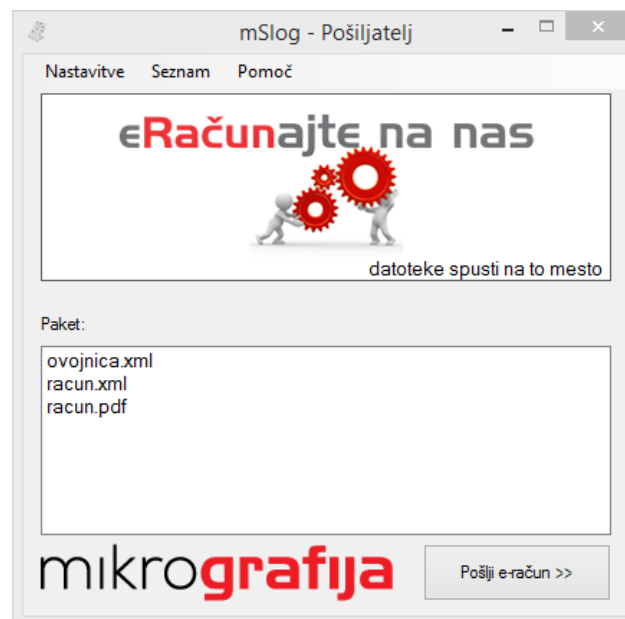 mSlog - Pošiljatelj
Nastavitve Seznam Pomoč
eRačunajte na nas
datoteke spusti na to mesto
Paket:
ovojnica.xml
racun.xml
racun.pdf
mikrografija
Pošlji e-račun >>